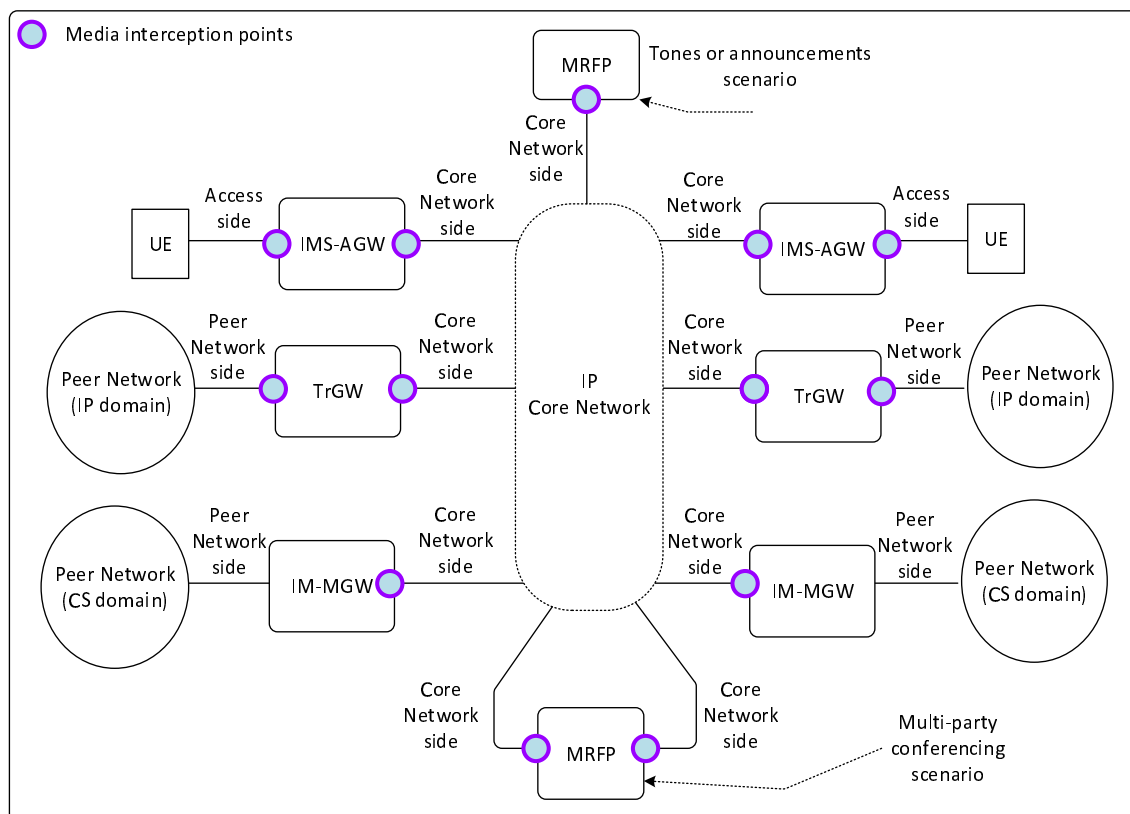 Media interception points
MRFP
Tones or announcements
scenario
Core
Network
side
Access
side
Core
Network
side
Core
Network
side
Access
side
UE
IMS-AGW
IMS-AGW
UE
Peer
Network
side
Core
Network
side
Core
Network
side
Peer
Network
side
Peer Network
(IP domain)
TrGW
IP
Core Network
TrGW
Peer Network
(IP domain)
Peer
Network
side
Core
Network
side
Core
Network
side
Peer
Network
side
Peer Network
(CS domain)
IM-MGW
IM-MGW
Peer Network
(CS domain)
Core
Network
side
MRFP
Core
Network
side
Multi-party
conferencing
scenario